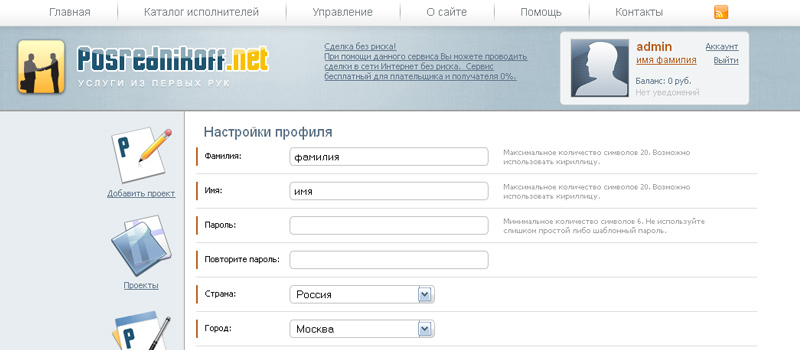 Главная Каталог исполнителей Управление О сайте Помощь Контакты
Posrednikoff.net
УСЛУГИ ИЗ ПЕРВЫХ РУК
Сделка без риска!
При помощи данного сервиса Вы можете проводить
сделки в сети Интернет без риска. Сервис
бесплатный для плательщика и получателя 0%.
admin Аккаунт
имя фамилия Выйти
Баланс: 0 руб.
Нет уведомлений
P
Добавить проект
P
Проекты
P
Настройки профиля
Фамилия: фамилия Максимальное количество символов 20. Возможно
использовать кириллицу.
Имя: имя Максимальное количество символов 20. Возможно
использовать кириллицу.
Пароль: Минимальное количество символов 6. Не используйте
слишком простой либо шаблонный пароль.
Повторите пароль:
Страна: Россия
Город: Москва